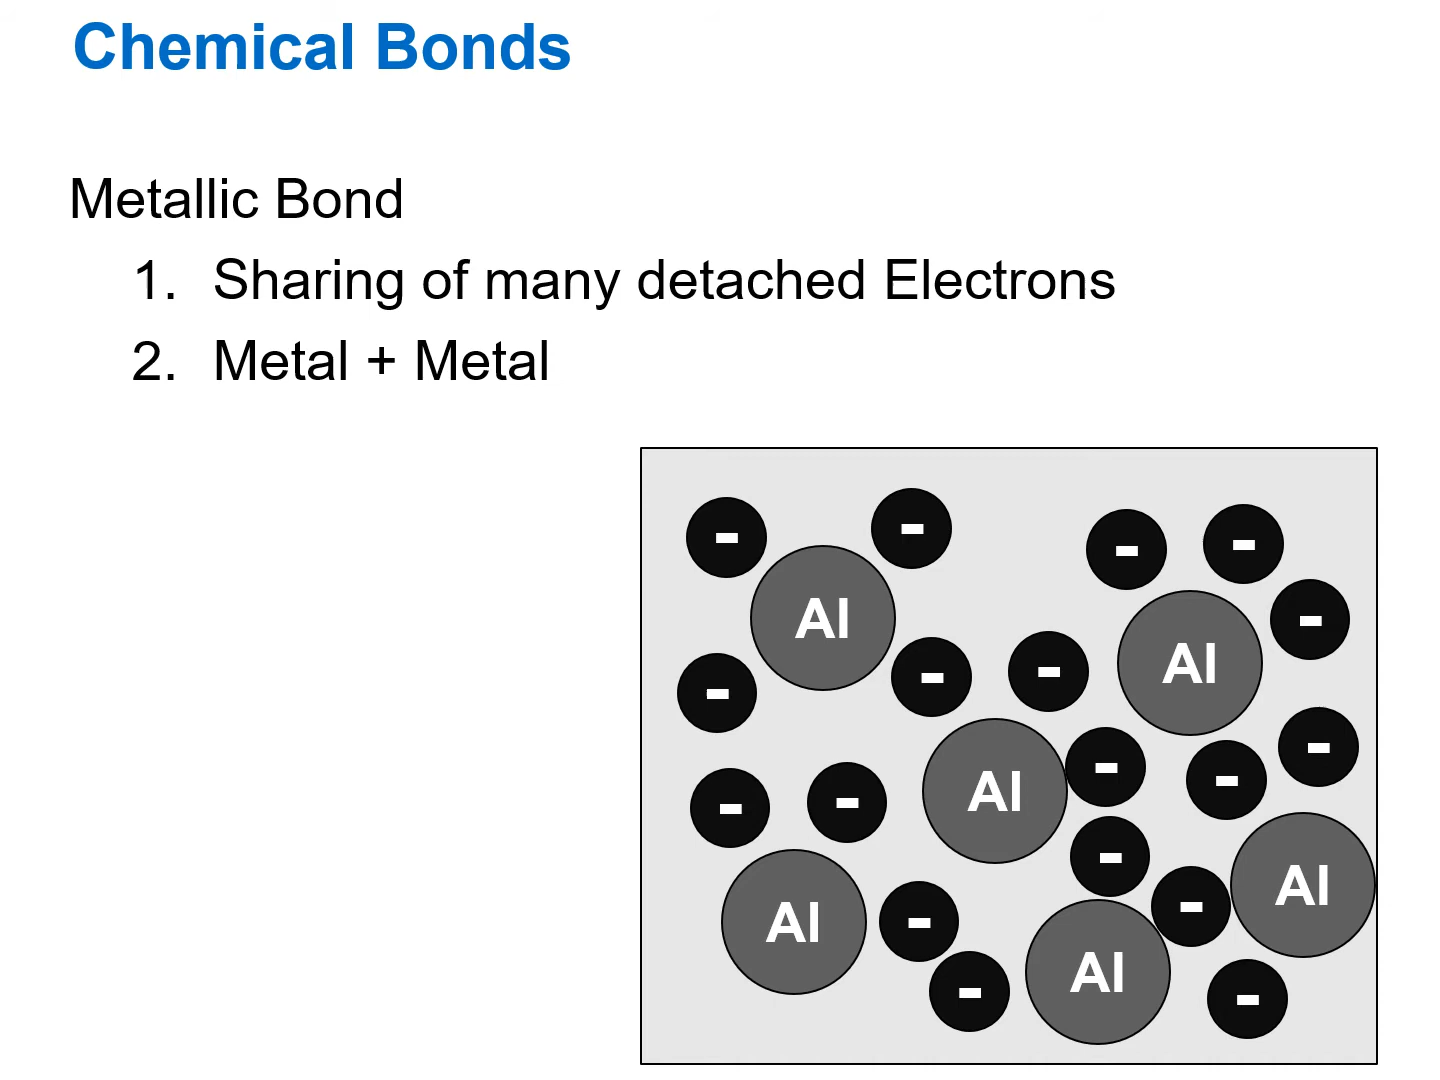 Chemical Bonds
Metallic Bond
1. Sharing of many detached Electrons
2. Metal + Metal
-
-
-
-
Al
-
Al
-
-
-
-
Al
-
-
-
-
-
Al
-
Al
-
Al
-
-